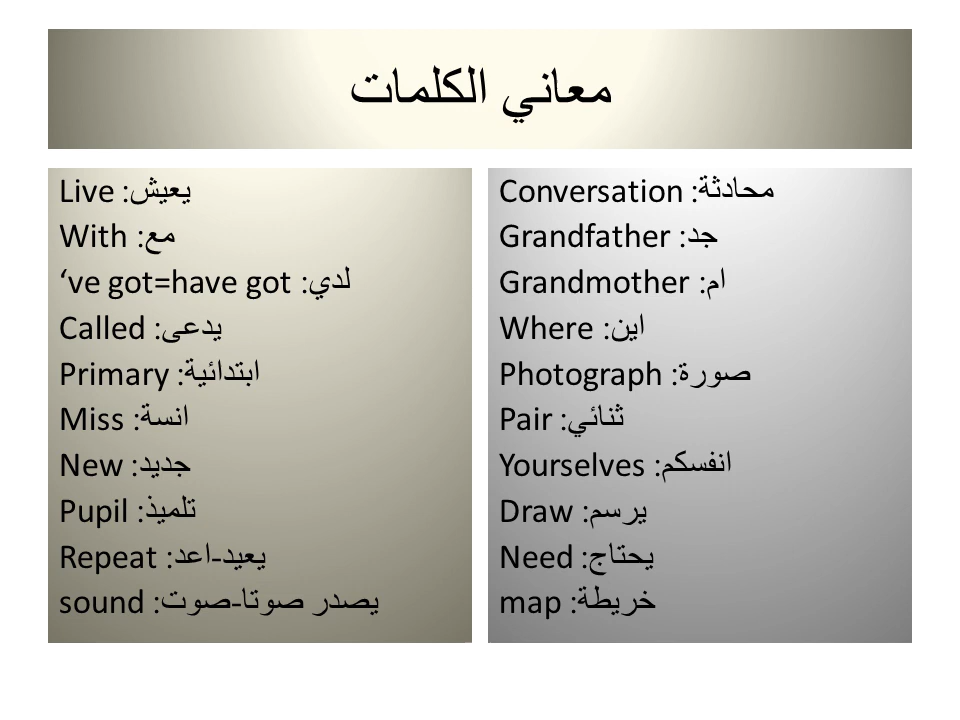 معاني الكلمات
Live :يعيش
With :مع
‘ve got=have got :لدي
Called :يدعى
Primary :ابتدائية
Miss :انسة
New :جديد
Pupil :تلميذ
Repeat :يعيد-اعد
sound :يصدر صوتا-صوت
Conversation :محادثة
Grandfather :جد
Grandmother :ام
Where :اين
Photograph :صورة
Pair :ثنائي
Yourselves :انفسكم
Draw :يرسم
Need :يحتاج
map :خريطة